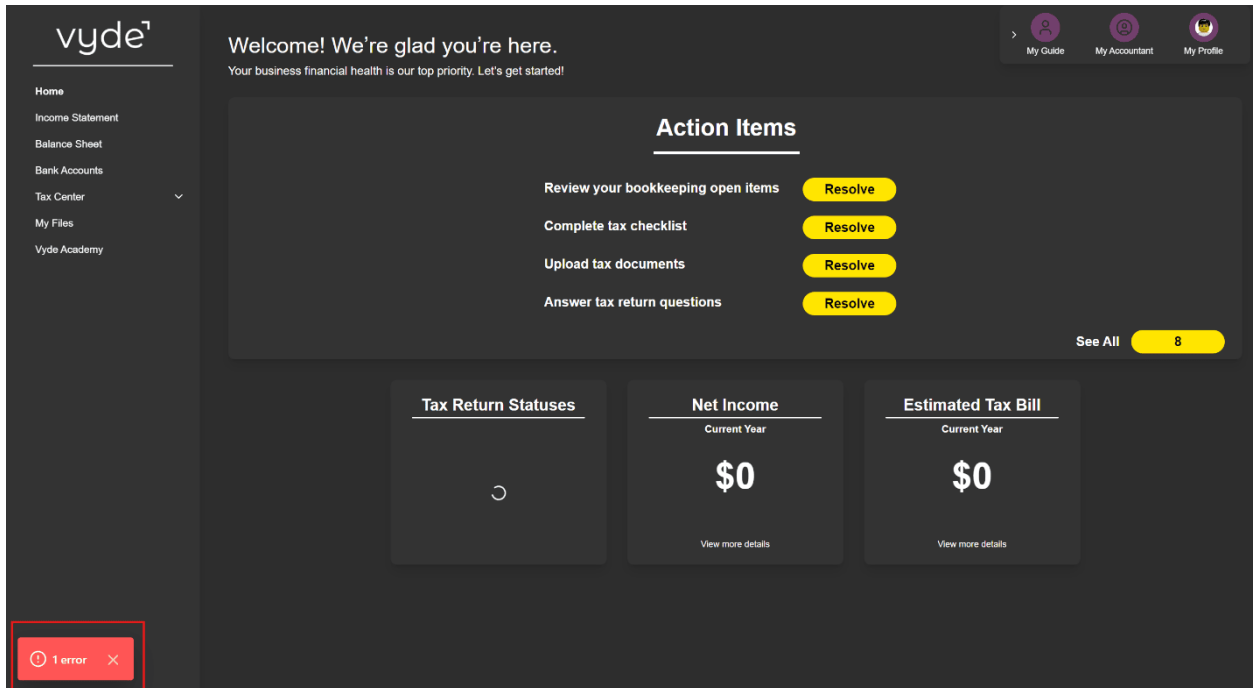 vyde
Home
Income Statement
Balance Sheet
Bank Accounts
Tax Center
My Files
Vyde Academy
Welcome! We're glad you're here.
Your business financial health is our top priority. Let's get started!
My Guide
My Accountant
My Profile
Action Items
Review your bookkeeping open items Resolve
Complete tax checklist Resolve
Upload tax documents Resolve
Answer tax return questions Resolve
See All 8
Tax Return Statuses
Net Income
Current Year
$0
View more details
Estimated Tax Bill
Current Year
$0
View more details
1 error